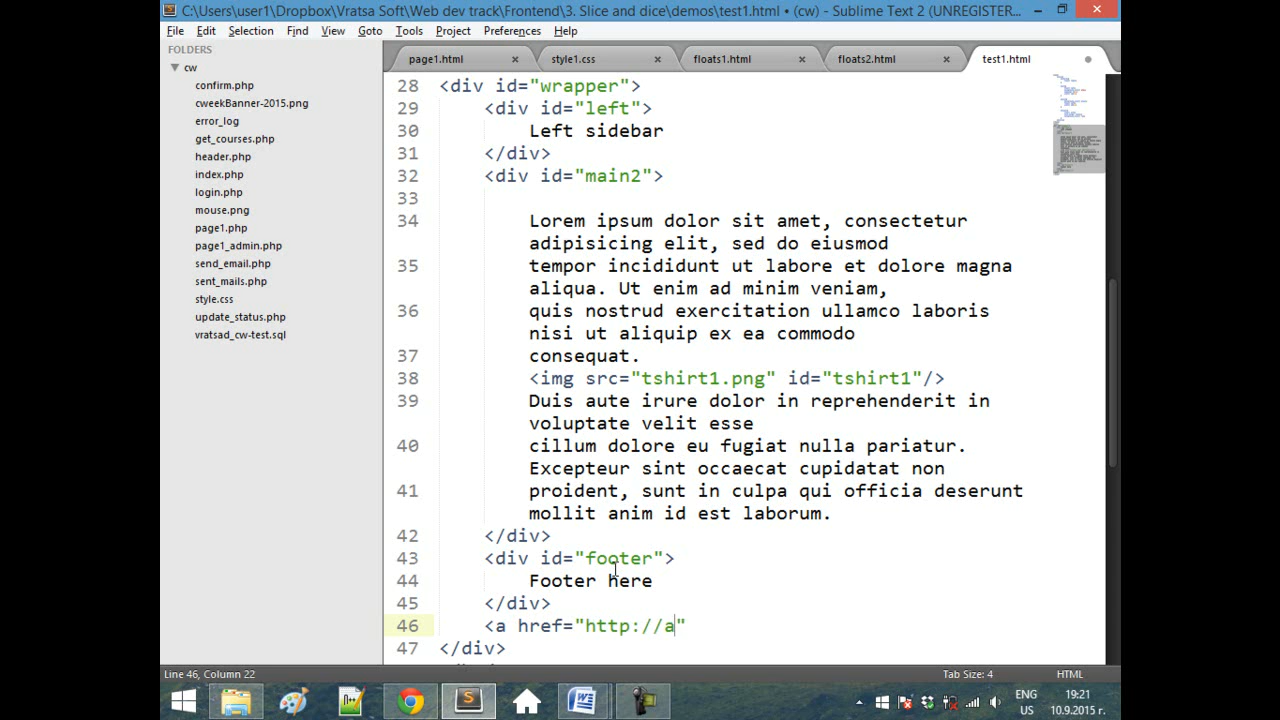 C:\Users\user1\Dropbox\Vratsa Soft\Web dev track\Frontend\3. Slice and dice\demos\test1.html • (cw) - Sublime Text 2 (UNREGISTER...
File Edit Selection Find View Goto Tools Project Preferences Help
FOLDERS
cw
confirm.php
cweekBanner-2015.png
error_log
get_courses.php
header.php
index.php
login.php
mouse.png
page1.php
page1_admin.php
send_email.php
sent_mails.php
style.css
update_status.php
vratsad_cw-test.sql
page1.html style1.css floats1.html floats2.html test1.html
28 <div id="wrapper">
29 <div id="left">
30 Left sidebar
31 </div>
32 <div id="main2">
33
34 Lorem ipsum dolor sit amet, consectetur
adipisicing elit, sed do eiusmod
35 tempor incididunt ut labore et dolore magna
aliqua. Ut enim ad minim veniam,
36 quis nostrud exercitation ullamco laboris
nisi ut aliquip ex ea commodo
37 consequat.
38 <img src="tshirt1.png" id="tshirt1"/>
39 Duis aute irure dolor in reprehenderit in
voluptate velit esse
40 cillum dolore eu fugiat nulla pariatur.
Excepteur sint occaecat cupidatat non
41 proident, sunt in culpa qui officia deserunt
mollit anim id est laborum.
42 </div>
43 <div id="footer">
44 Footer here
45 </div>
46 <a href="http://a"
47 </div>
Line 46, Column 22 Tab Size: 4 HTML
ENG 19:21
US 10.9.2015 г.